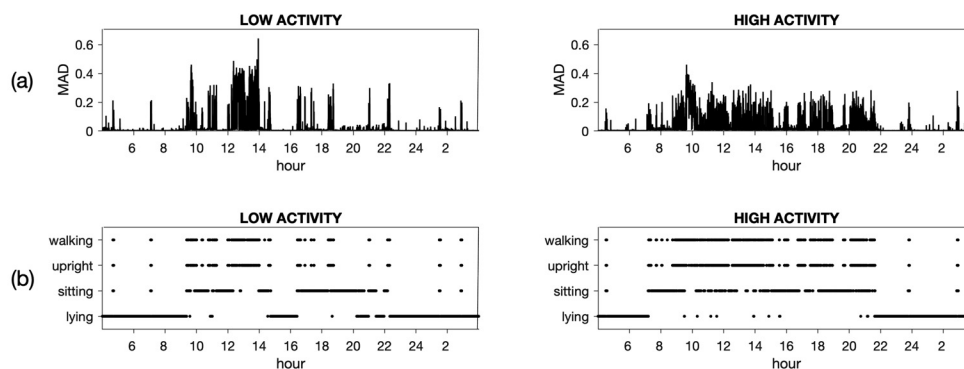 LOW ACTIVITY
HIGH ACTIVITY
(a)
MAD
0.6
0.4
0.2
0
6 8 10 12 14 16 18 20 22 24 2
hour
MAD
0.6
0.4
0.2
0
6 8 10 12 14 16 18 20 22 24 2
hour
LOW ACTIVITY
HIGH ACTIVITY
(b)
walking
upright
sitting
lying
6 8 10 12 14 16 18 20 22 24 2
hour
walking
upright
sitting
lying
6 8 10 12 14 16 18 20 22 24 2
hour